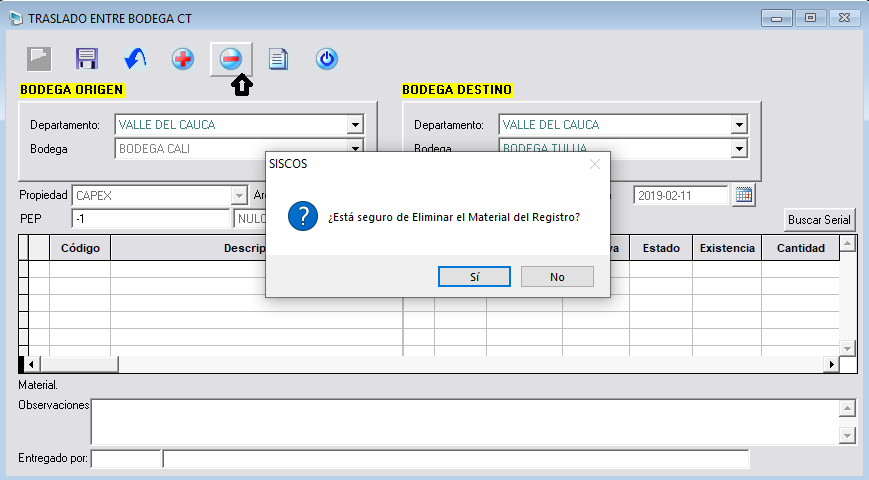 TRASLADO ENTRE BODEGA CT
BODEGA ORIGEN
BODEGA DESTINO
Departamento: VALLE DEL CAUCA
Departamento: VALLE DEL CAUCA
Bodega BODEGA CALI
Bodega BODEGA TULUA
SISCOS
¿Está seguro de Eliminar el Material del Registro?
Sí No
Propiedad CAPEX
2019-02-11
PEP -1 NULO
Buscar Serial
Código Descrip Estado Existencia Cantidad
Material.
Observaciones
Entregado por: